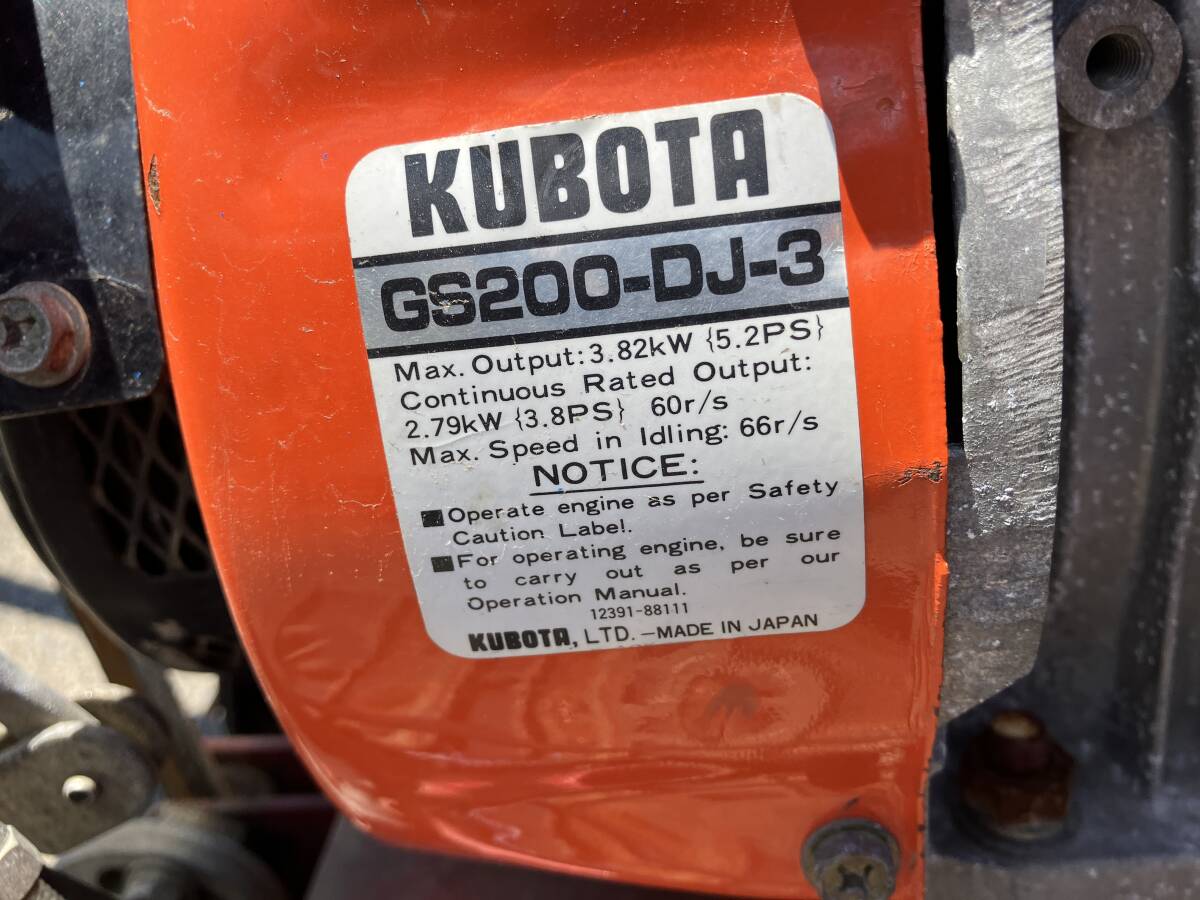 KUBOTA
GS200-DJ-3
Max. Output:3.82kW {5.2PS}
Continuous Rated Output:
2.79kW {3.8PS} 60r/s
Max. Speed in Idling: 66r/s
NOTICE:
■Operate engine as per Safety
Caution Label.
■For operating engine, be sure
to carry out as per our
Operation Manual.
12391-88111
KUBOTA, LTD.-MADE IN JAPAN